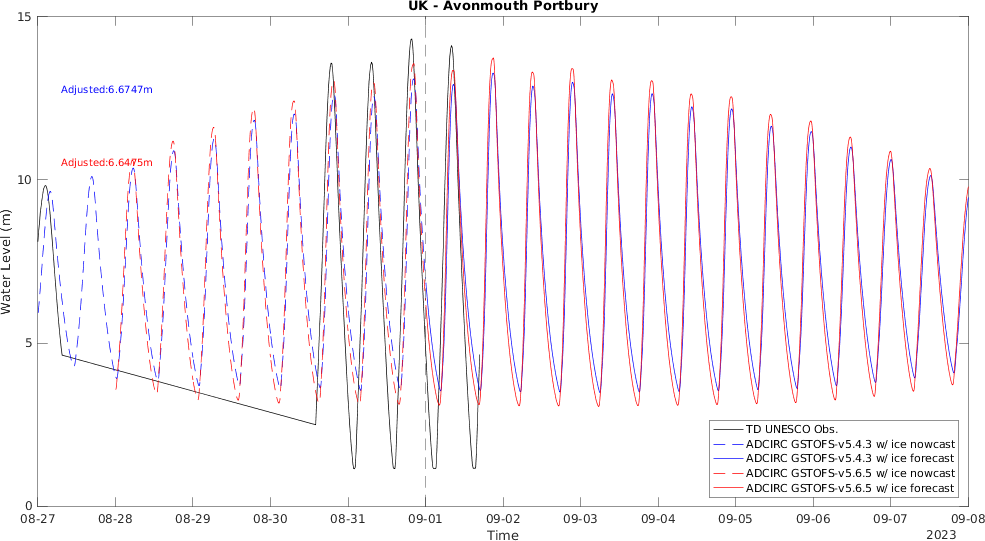 UK - Avonmouth Portbury
15
Adjusted:6.6747m
Adjusted:6.6475m
10
Water Level (m)
5
0
TD UNESCO Obs.
ADCIRC GSTOFS-v5.4.3 w/ ice nowcast
ADCIRC GSTOFS-v5.4.3 w/ ice forecast
ADCIRC GSTOFS-v5.6.5 w/ ice nowcast
ADCIRC GSTOFS-v5.6.5 w/ ice forecast
08-27 08-28 08-29 08-30 08-31 09-01 09-02 09-03 09-04 09-05 09-06 09-07 09-08
Time
2023